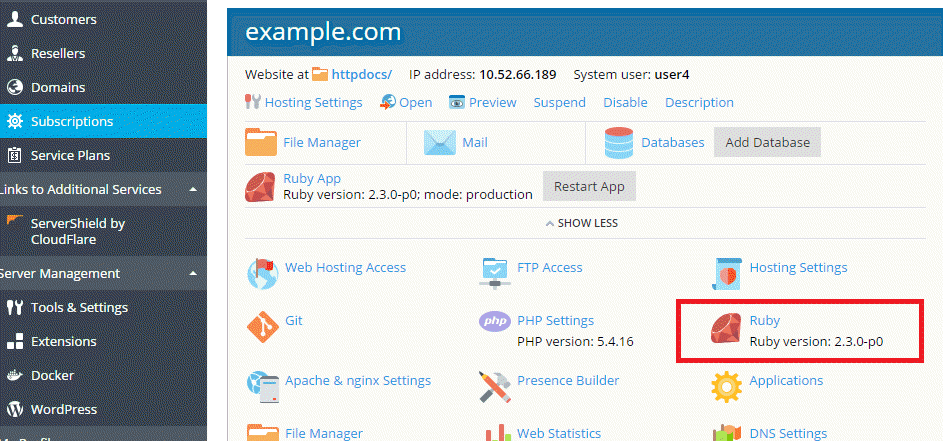 Customers
Resellers
Domains
Subscriptions
Service Plans
Links to Additional Services
ServerShield by
CloudFlare
Server Management
Tools & Settings
Extensions
Docker
WordPress
example.com
Website at httpdocs/ IP address: 10.52.66.189 System user: user4
Hosting Settings Open Preview Suspend Disable Description
File Manager Mail Databases Add Database
Ruby App
Ruby version: 2.3.0-p0; mode: production Restart App
SHOW LESS
Web Hosting Access FTP Access Hosting Settings
Git php PHP Settings Ruby
PHP version: 5.4.16 Ruby version: 2.3.0-p0
Apache & nginx Settings Presence Builder Applications
File Manager Web Statistics DNS Settings